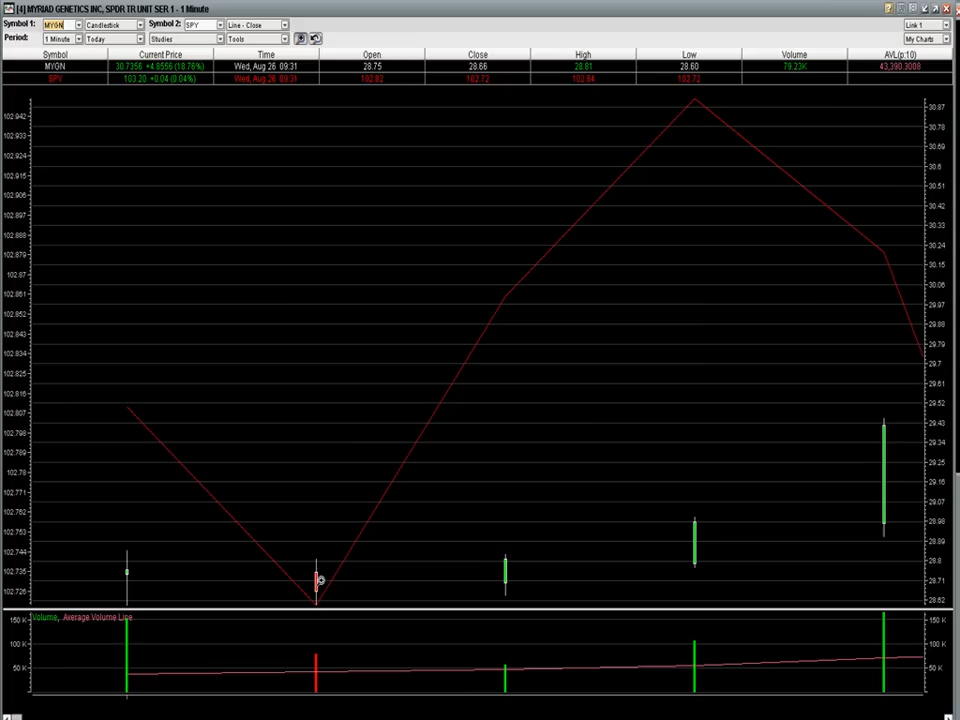 [4] MYRIAD GENETICS INC, SPDR TR UNIT SER 1 - 1 Minute
Symbol 1: MYGN Candlestick Symbol 2: SPY Line - Close Link 1
Period: 1 Minute Today Studies Tools My Charts
Symbol Current Price Time Open Close High Low Volume AVL(p:10)
MYGN 30.7356 +4.8556 (18.76%) Wed, Aug 26 09:31 28.75 28.66 28.81 28.60 79.23K 43,390.3008
SPY 103.20 +0.04 (0.04%) Wed, Aug 26 09:31 102.82 102.72 102.84 102.72
102.942 30.87
102.933 30.78
102.924 30.69
102.915 30.6
102.906 30.51
102.897 30.42
102.888 30.33
102.879 30.24
102.87 30.15
102.861 30.06
102.852 29.97
102.843 29.88
102.834 29.79
102.825 29.7
102.816 29.61
102.807 29.52
102.798 29.43
102.789 29.34
102.78 29.25
102.771 29.16
102.762 29.07
102.753 28.98
102.744 28.89
102.735 28.8
102.726 28.71
28.62
Volume, Average Volume Line
150 K 150 K
100 K 100 K
50 K 50 K